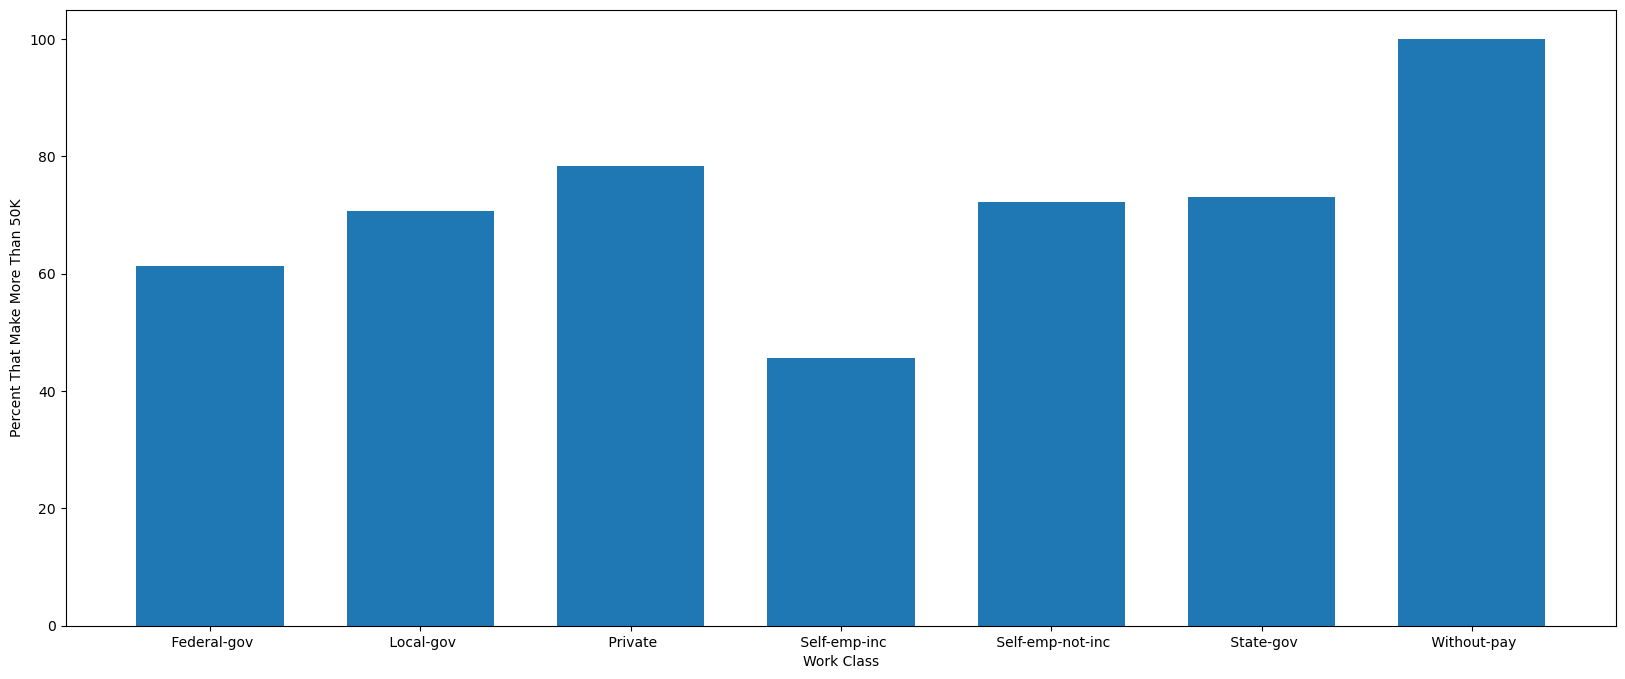 Percent That Make More Than 50K
100
80
60
40
20
0
Federal-gov Local-gov Private Self-emp-inc Self-emp-not-inc State-gov Without-pay
Work Class